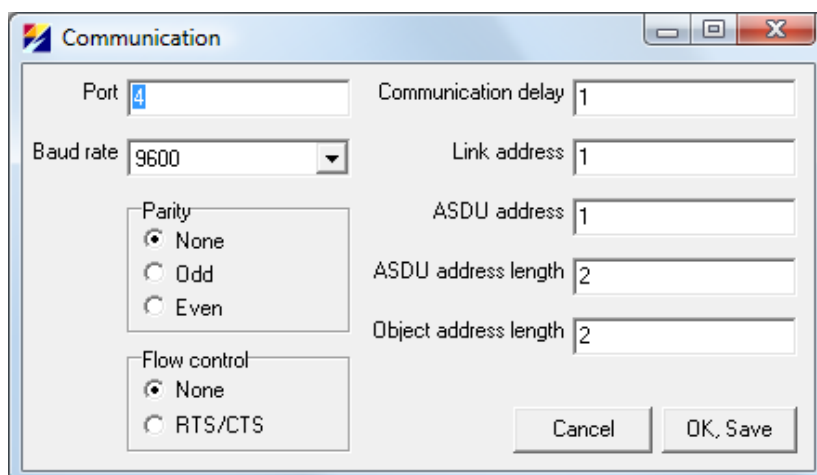 Communication
Port 4
Baud rate 9600
Parity
None
Odd
Even
Flow control
None
RTS/CTS
Communication delay 1
Link address 1
ASDU address 1
ASDU address length 2
Object address length 2
Cancel
OK, Save